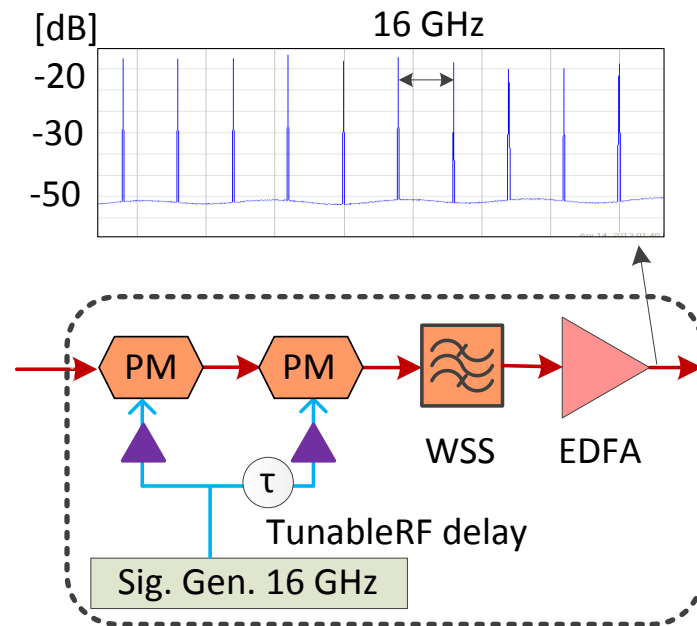 [dB]
16 GHz
-20
-30
-50
PM
PM
WSS
EDFA
τ
TunableRF delay
Sig. Gen. 16 GHz